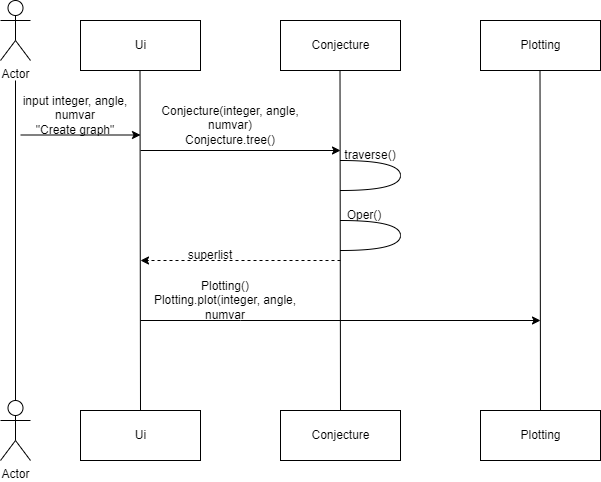 Ui
Conjecture
Plotting
Actor
input integer, angle,
numvar
"Create graph"
Conjecture(integer, angle,
numvar)
Conjecture.tree()
traverse()
Oper()
superlist
Plotting()
Plotting.plot(integer, angle,
numvar
Ui
Conjecture
Plotting
Actor